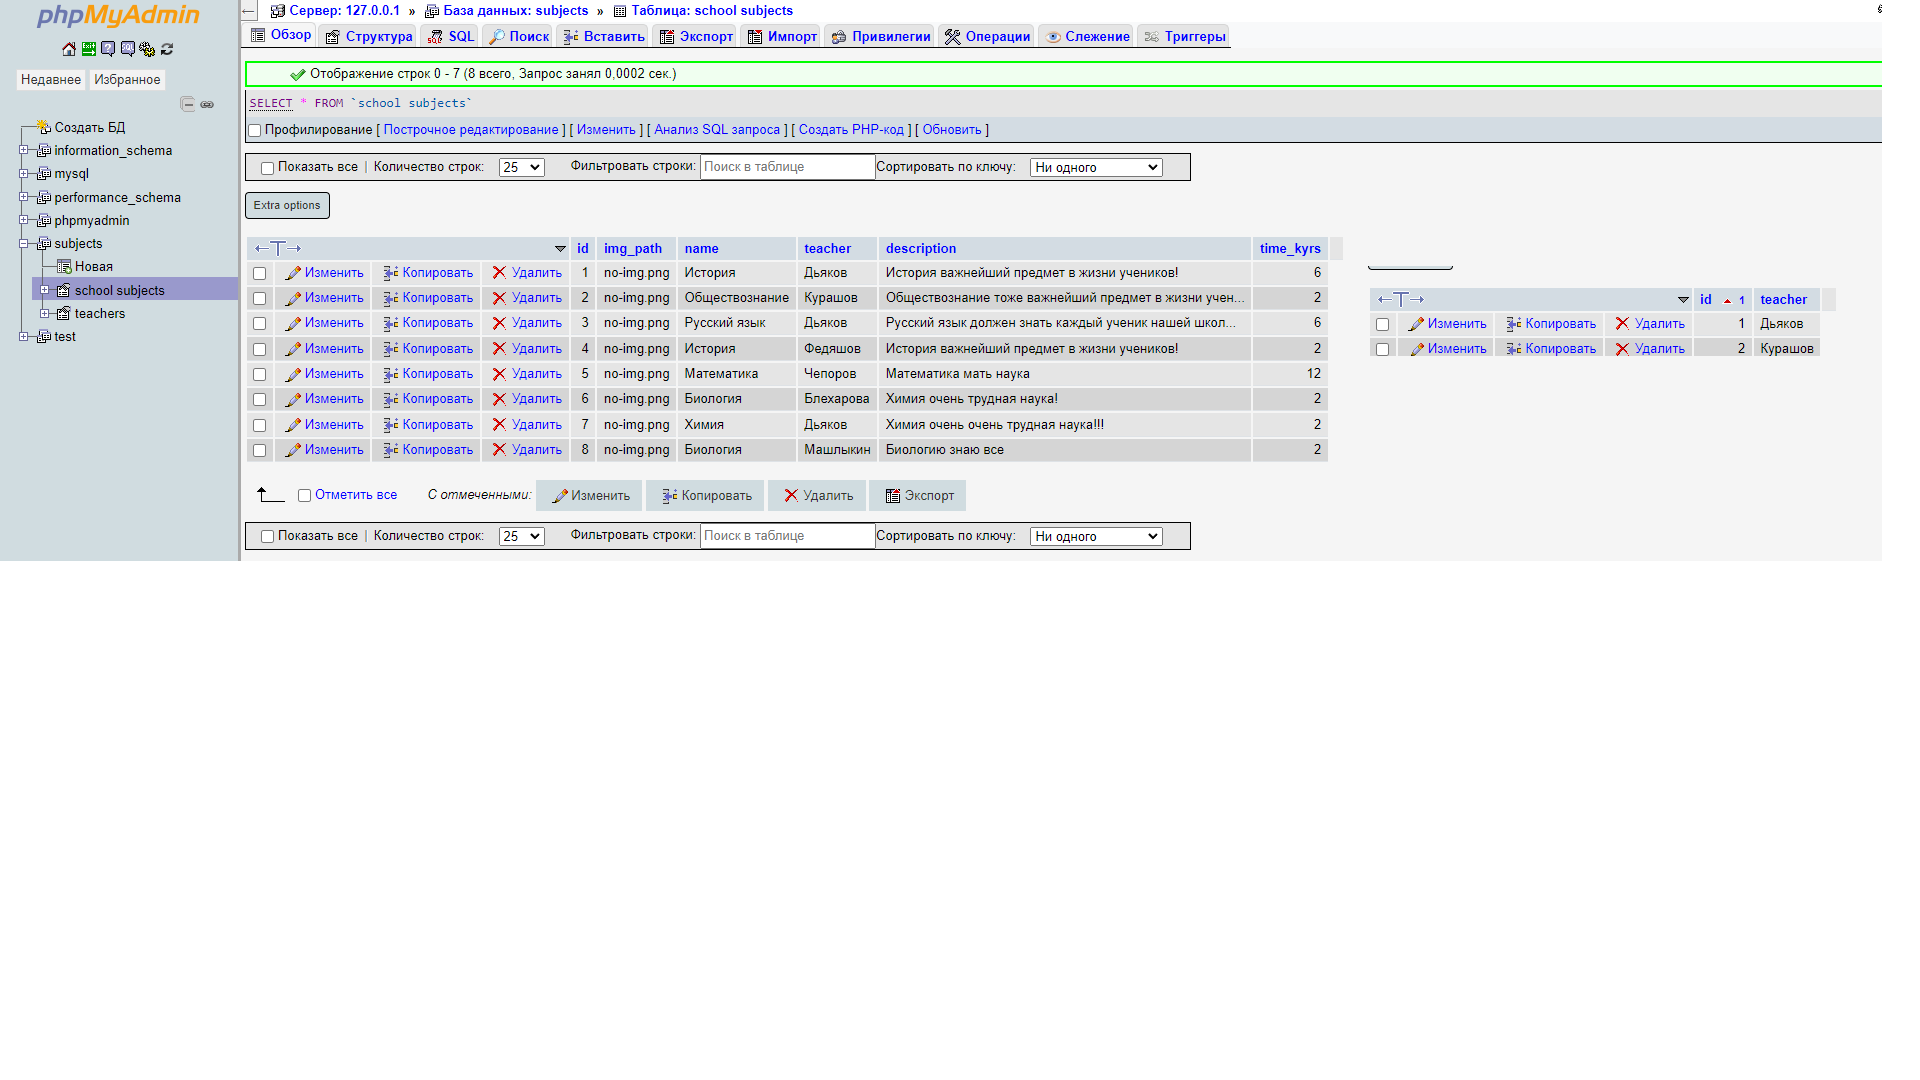 phpMyAdmin
Недавнее Избранное
Создать БД
information_schema
mysql
performance_schema
phpmyadmin
subjects
Новая
school subjects
teachers
test
Сервер: 127.0.0.1 » База данных: subjects » Таблица: school subjects
Обзор Структура SQL Поиск Вставить Экспорт Импорт Привилегии Операции Слежение Триггеры
Отображение строк 0 - 7 (8 всего, Запрос занял 0,0002 сек.)
SELECT * FROM `school subjects`
Профилирование [ Построчное редактирование ] [ Изменить ] [ Анализ SQL запроса ] [ Создать PHP-код ] [ Обновить ]
Показать все | Количество строк: 25 Фильтровать строки: Поиск в таблице Сортировать по ключу: Ни одного
Extra options
←T→ id img_path name teacher description time_kyrs
Изменить Копировать Удалить 1 no-img.png История Дьяков История важнейший предмет в жизни учеников! 6
Изменить Копировать Удалить 2 no-img.png Обществознание Курашов Обществознание тоже важнейший предмет в жизни учен... 2
Изменить Копировать Удалить 3 no-img.png Русский язык Дьяков Русский язык должен знать каждый ученик нашей школ... 6
Изменить Копировать Удалить 4 no-img.png История Федяшов История важнейший предмет в жизни учеников! 2
Изменить Копировать Удалить 5 no-img.png Математика Чепоров Математика мать наука 12
Изменить Копировать Удалить 6 no-img.png Биология Блехарова Химия очень трудная наука! 2
Изменить Копировать Удалить 7 no-img.png Химия Дьяков Химия очень очень трудная наука!!! 2
Изменить Копировать Удалить 8 no-img.png Биология Машлыкин Биологию знаю все 2
Отметить все С отмеченными: Изменить Копировать Удалить Экспорт
Показать все | Количество строк: 25 Фильтровать строки: Поиск в таблице Сортировать по ключу: Ни одного
←T→ id 1 teacher
Изменить Копировать Удалить 1 Дьяков
Изменить Копировать Удалить 2 Курашов